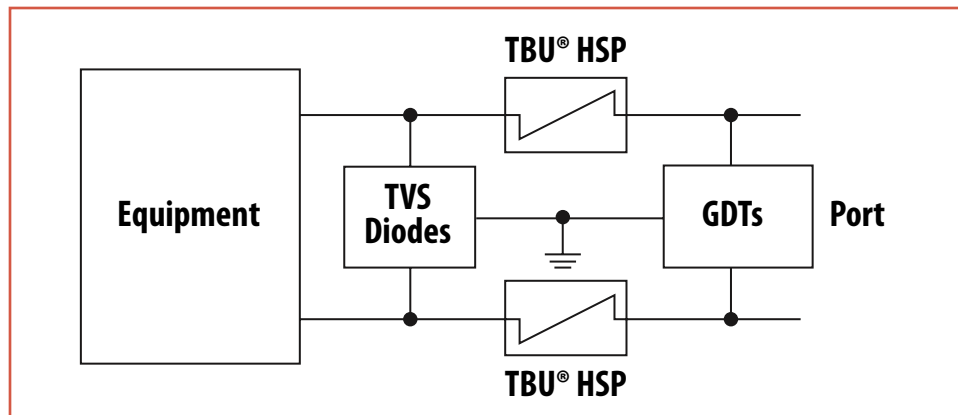 TBU® HSP
Equipment
TVS
Diodes
GDTs
Port
TBU® HSP